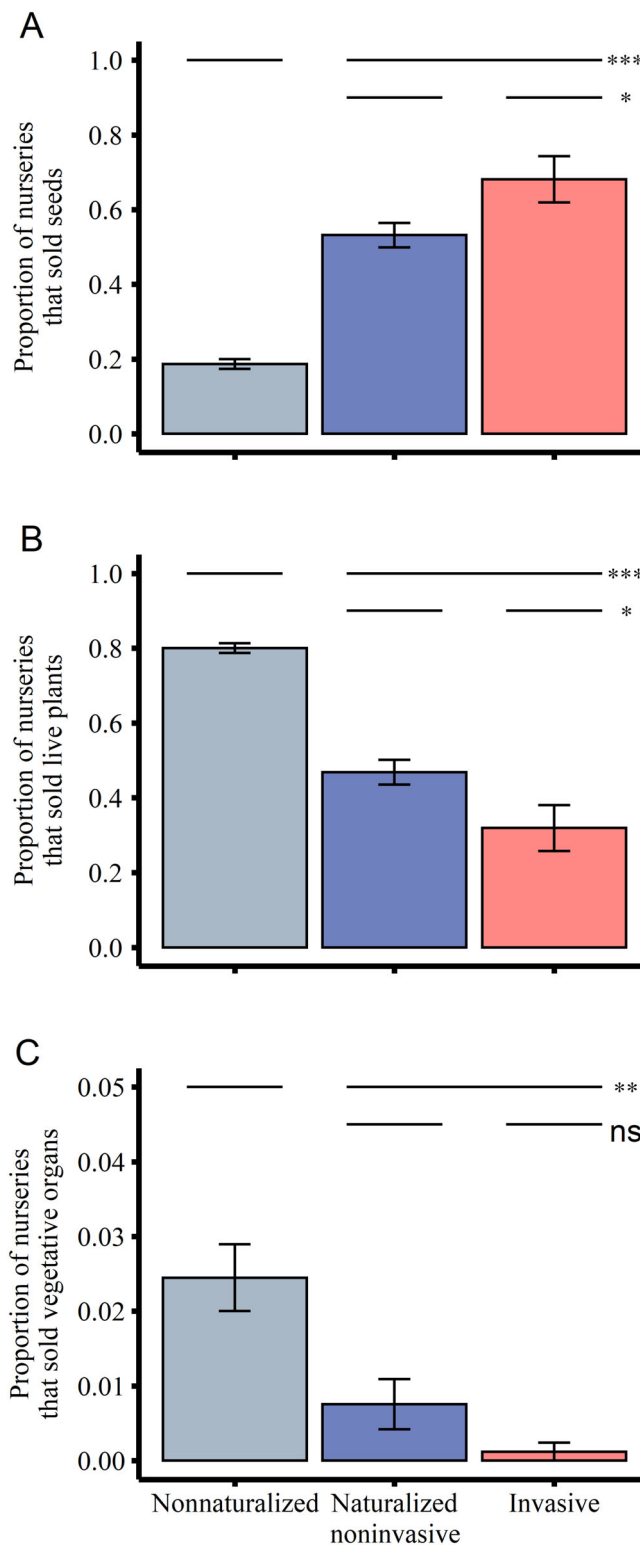 A
Proportion of nurseries
that sold seeds
1.0
0.8
0.6
0.4
0.2
0.0
***
*
B
Proportion of nurseries
that sold live plants
1.0
0.8
0.6
0.4
0.2
0.0
***
*
C
Proportion of nurseries
that sold vegetative organs
0.05
0.04
0.03
0.02
0.01
0.00
**
ns
Nonnaturalized
Naturalized
noninvasive
Invasive